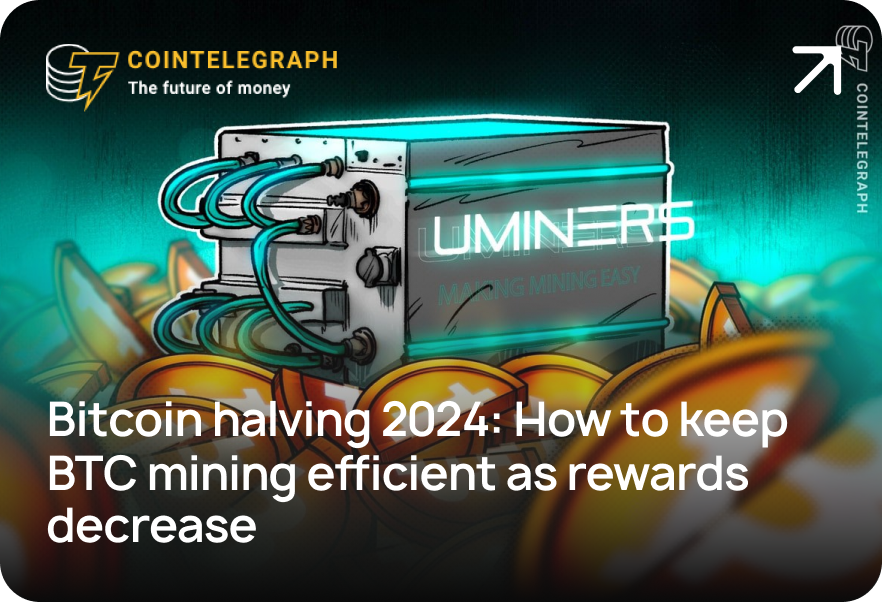 COINTELEGRAPH
The future of money
COINTELEGRAPH
UMINERS
MAKING MINING EASY
Bitcoin halving 2024: How to keep
BTC mining efficient as rewards
decrease